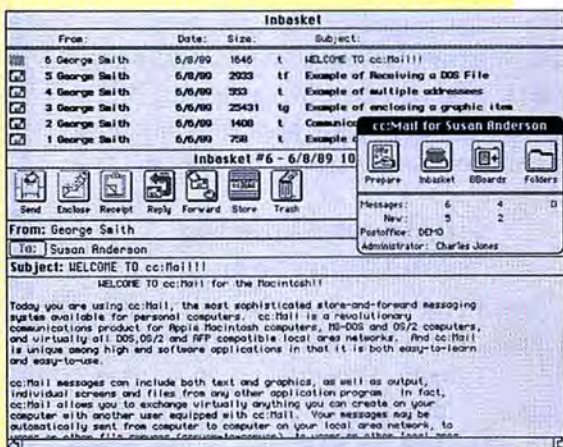 Inbasket
From: Date: Size: Subject:
6 George Smith 6/8/89 1646 t WELCOME TO cc:Mail!!!
5 George Smith 6/8/89 2933 tf Example of Receiving a DOS File
4 George Smith 6/6/89 553 t Example of multiple addressees
3 George Smith 6/6/89 25431 tg Example of enclosing a graphic item
2 George Smith 6/6/89 1408 t Communica
1 George Smith 6/6/89 758 t Example o
cc:Mail for Susan Anderson
Prepare Inbasket BBoards Folders
Messages: 6 4 0
New: 5 2
Postoffice: DEMO
Administrator: Charles Jones
Inbasket #6 - 6/8/89 10
Send Enclose Receipt Reply Forward Store Trash
From: George Smith
To: Susan Anderson
Subject: WELCOME TO cc:Mail!!!
WELCOME TO cc:Mail for the Macintosh!!
Today you are using cc:Mail, the most sophisticated store-and-forward messaging
system available for personal computers. cc:Mail is a revolutionary
communications product for Apple Macintosh computers, MS-DOS and OS/2 computers,
and virtually all DOS,OS/2 and AFP compatible local area networks. And cc:Mail
is unique among high end software applications in that it is both easy-to-learn
and easy-to-use.
cc:Mail messages can include both text and graphics, as well as output,
individual screens and files from any other application program. In fact,
cc:Mail allows you to exchange virtually anything you can create on your
computer with another user equipped with cc:Mail. Your messages may be
automatically sent from computer to computer on your local area network, to